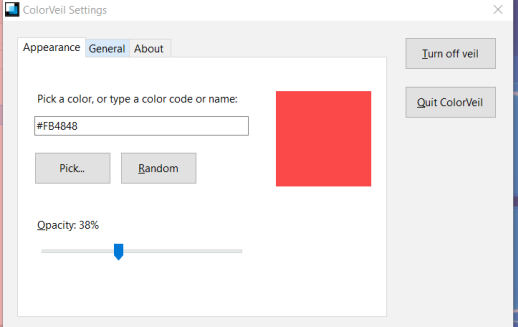 ColorVeil Settings
Appearance
General
About
Turn off veil
Pick a color, or type a color code or name:
Quit ColorVeil
#FB4848
Pick...
Random
Opacity: 38%